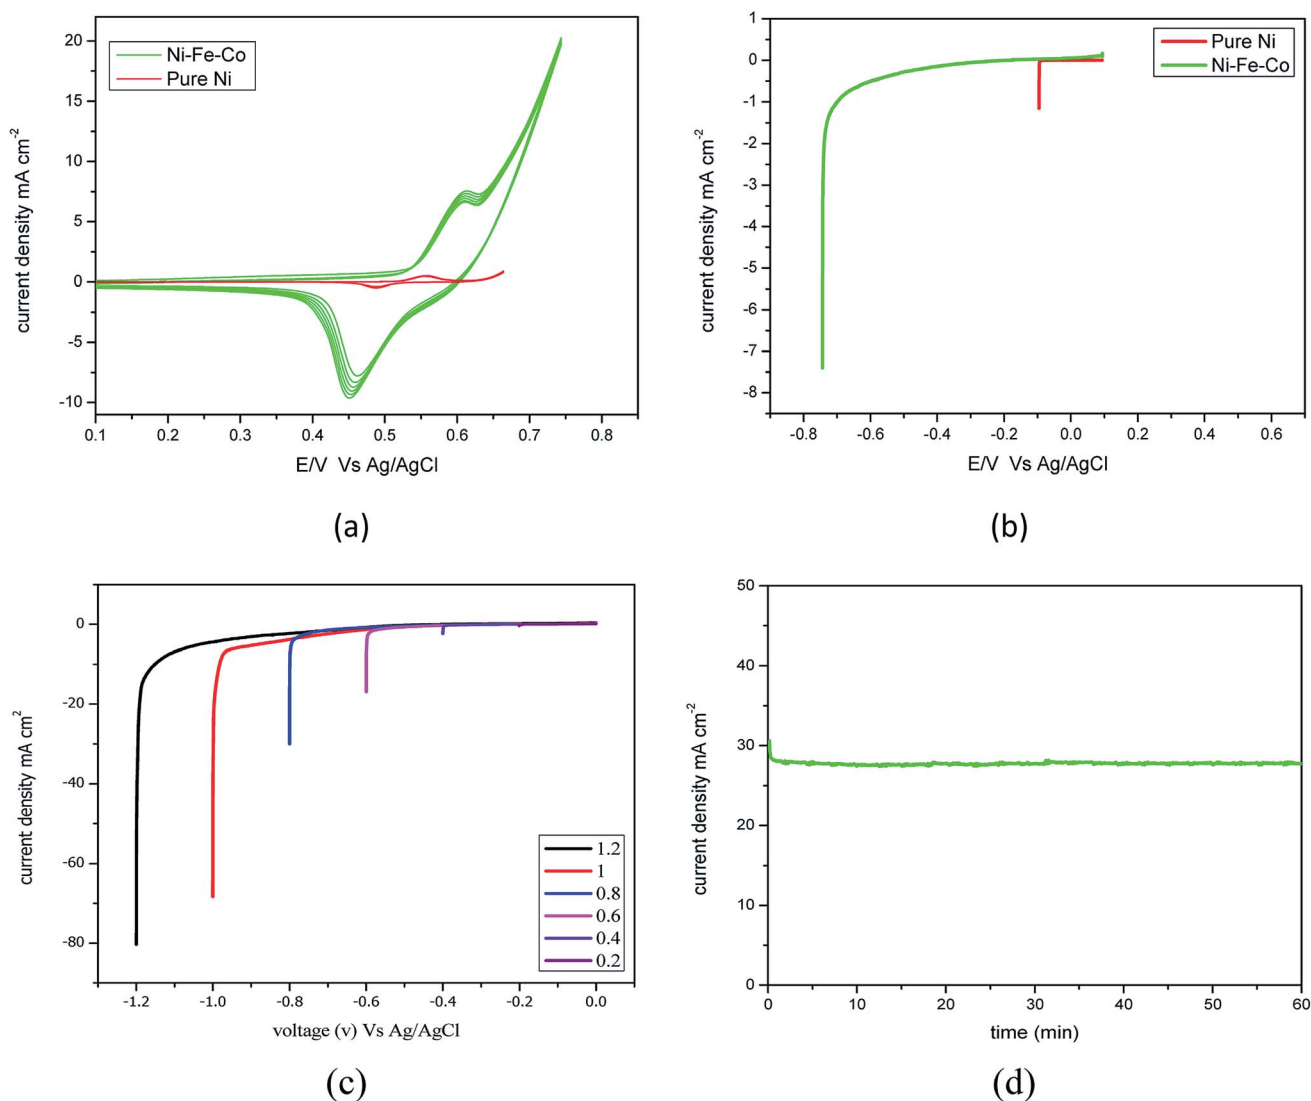 Ni-Fe-Co
Pure Ni
20
15
10
5
0
-5
-10
current density mA cm-2
0.1 0.2 0.3 0.4 0.5 0.6 0.7 0.8
E/V Vs Ag/AgCl
(a)
Pure Ni
Ni-Fe-Co
1
0
-1
-2
-3
-4
-5
-6
-7
-8
current density mA cm-2
-0.8 -0.6 -0.4 -0.2 0.0 0.2 0.4 0.6
E/V Vs Ag/AgCl
(b)
0
-20
-40
-60
-80
current density mA cm2
1.2
1
0.8
0.6
0.4
0.2
-1.2 -1.0 -0.8 -0.6 -0.4 -0.2 0.0
voltage (v) Vs Ag/AgCl
(c)
50
40
30
20
10
0
current density mA cm-2
0 10 20 30 40 50 60
time (min)
(d)